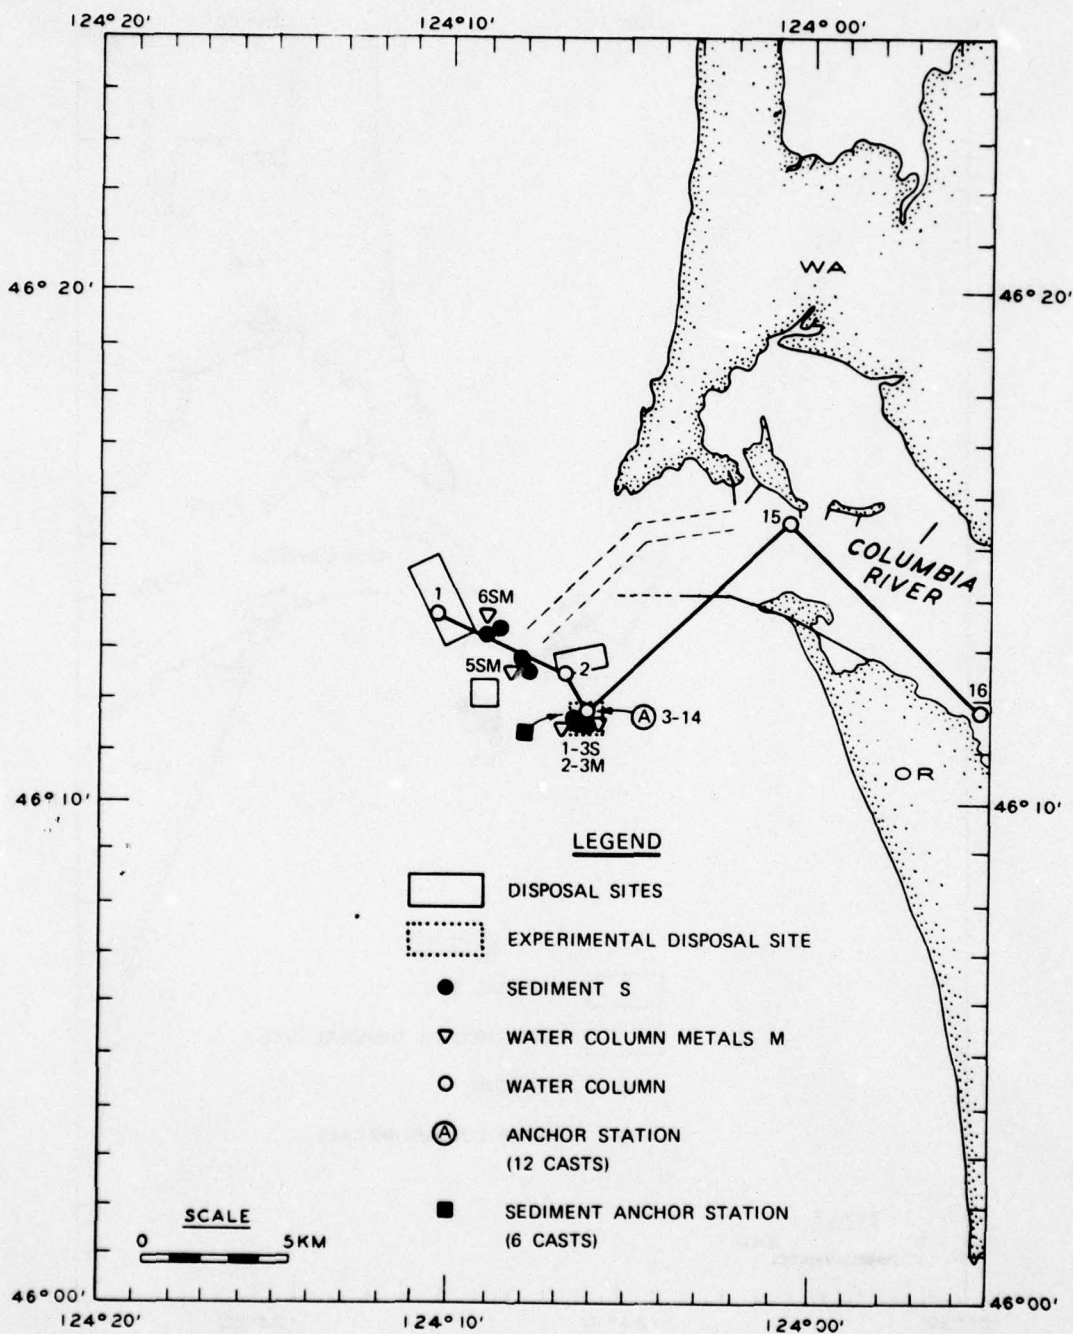 124°20' 124°10' 124°00'
WA
46° 20' 46° 20'
15
COLUMBIA
RIVER
1
6SM
5SM
2
16
A 3-14
1-3S
2-3M
OR
46° 10' 46° 10'
LEGEND
DISPOSAL SITES
EXPERIMENTAL DISPOSAL SITE
SEDIMENT S
WATER COLUMN METALS M
WATER COLUMN
A ANCHOR STATION
(12 CASTS)
SEDIMENT ANCHOR STATION
(6 CASTS)
SCALE
0 5KM
46° 00' 46° 00'
124° 20' 124° 10' 124° 00'